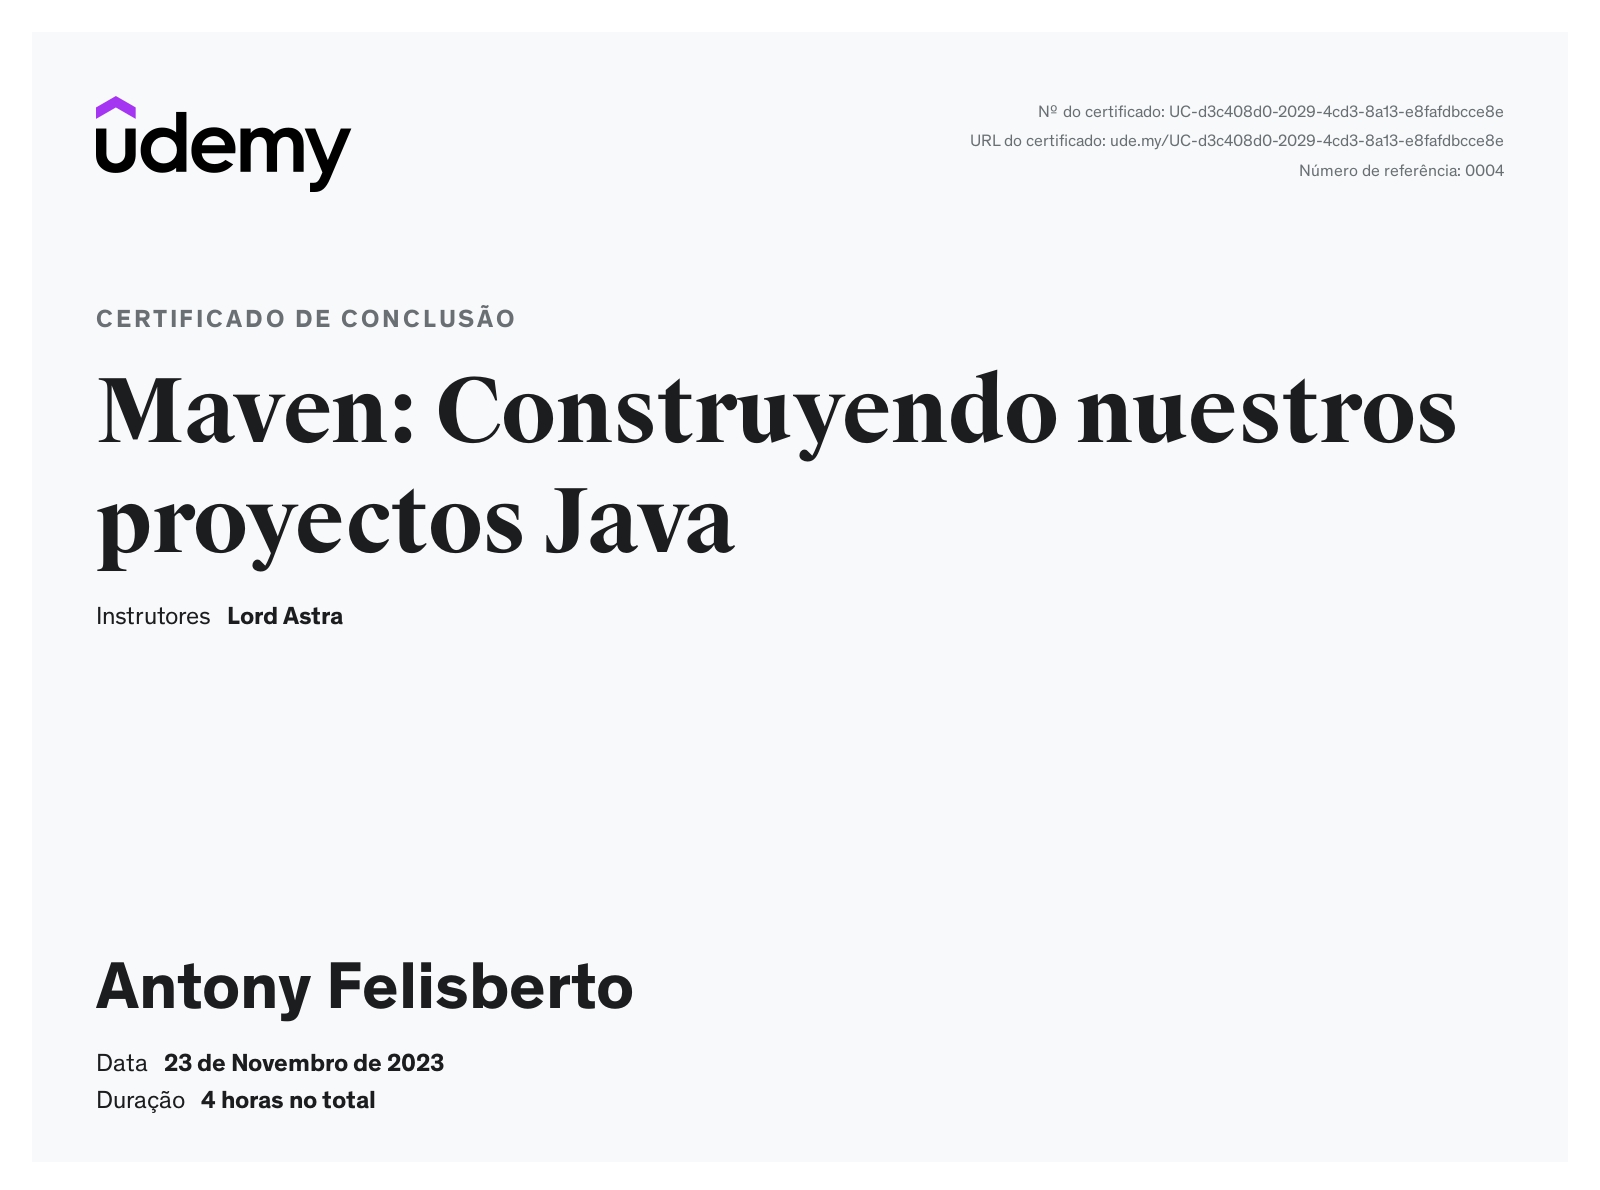 udemy
Nº do certificado: UC-d3c408d0-2029-4cd3-8a13-e8fafdbcce8e
URL do certificado: ude.my/UC-d3c408d0-2029-4cd3-8a13-e8fafdbcce8e
Número de referência: 0004
CERTIFICADO DE CONCLUSÃO
Maven: Construyendo nuestros
proyectos Java
Instrutores Lord Astra
Antony Felisberto
Data 23 de Novembro de 2023
Duração 4 horas no total